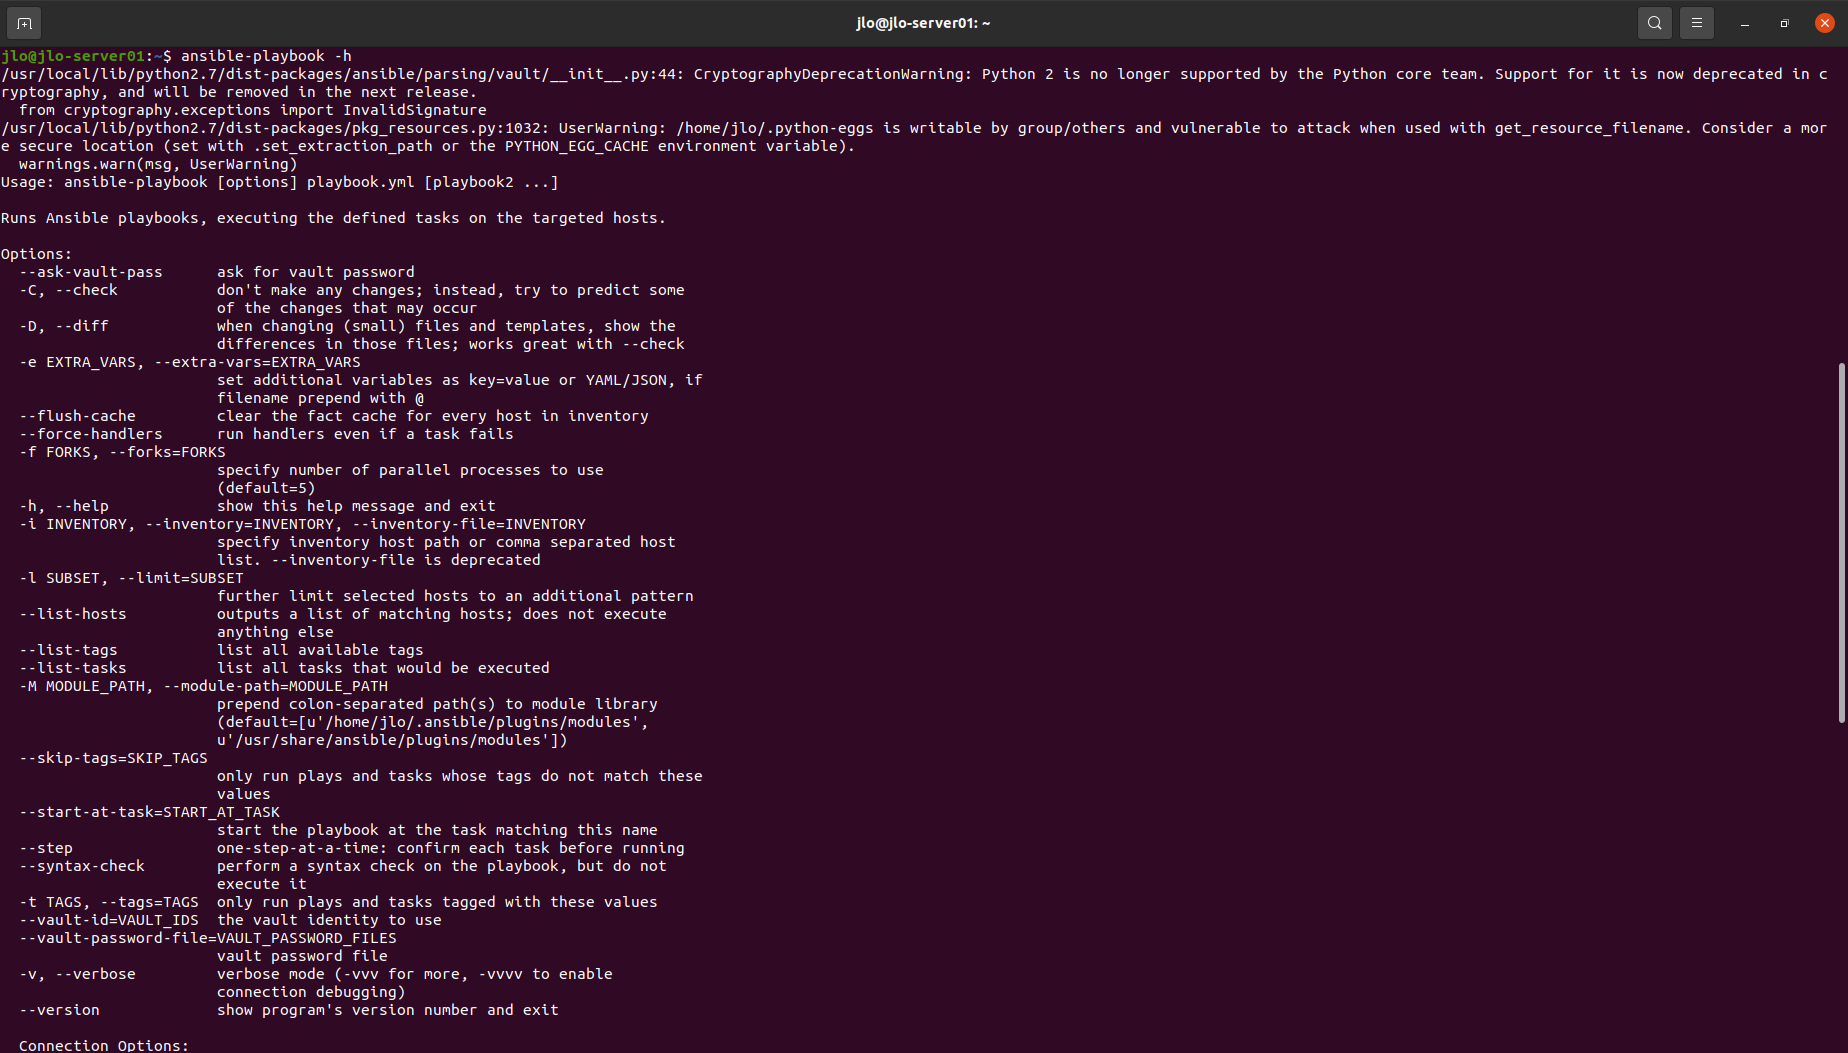 jlo@jlo-server01: ~
jlo@jlo-server01:~$ ansible-playbook -h
/usr/local/lib/python2.7/dist-packages/ansible/parsing/vault/__init__.py:44: CryptographyDeprecationWarning: Python 2 is no longer supported by the Python core team. Support for it is now deprecated in c
ryptography, and will be removed in the next release.
  from cryptography.exceptions import InvalidSignature
/usr/local/lib/python2.7/dist-packages/pkg_resources.py:1032: UserWarning: /home/jlo/.python-eggs is writable by group/others and vulnerable to attack when used with get_resource_filename. Consider a mor
e secure location (set with .set_extraction_path or the PYTHON_EGG_CACHE environment variable).
  warnings.warn(msg, UserWarning)
Usage: ansible-playbook [options] playbook.yml [playbook2 ...]

Runs Ansible playbooks, executing the defined tasks on the targeted hosts.

Options:
  --ask-vault-pass      ask for vault password
  -C, --check           don't make any changes; instead, try to predict some
                        of the changes that may occur
  -D, --diff            when changing (small) files and templates, show the
                        differences in those files; works great with --check
  -e EXTRA_VARS, --extra-vars=EXTRA_VARS
                        set additional variables as key=value or YAML/JSON, if
                        filename prepend with @
  --flush-cache         clear the fact cache for every host in inventory
  --force-handlers      run handlers even if a task fails
  -f FORKS, --forks=FORKS
                        specify number of parallel processes to use
                        (default=5)
  -h, --help            show this help message and exit
  -i INVENTORY, --inventory=INVENTORY, --inventory-file=INVENTORY
                        specify inventory host path or comma separated host
                        list. --inventory-file is deprecated
  -l SUBSET, --limit=SUBSET
                        further limit selected hosts to an additional pattern
  --list-hosts          outputs a list of matching hosts; does not execute
                        anything else
  --list-tags           list all available tags
  --list-tasks          list all tasks that would be executed
  -M MODULE_PATH, --module-path=MODULE_PATH
                        prepend colon-separated path(s) to module library
                        (default=[u'/home/jlo/.ansible/plugins/modules',
                        u'/usr/share/ansible/plugins/modules'])
  --skip-tags=SKIP_TAGS
                        only run plays and tasks whose tags do not match these
                        values
  --start-at-task=START_AT_TASK
                        start the playbook at the task matching this name
  --step                one-step-at-a-time: confirm each task before running
  --syntax-check        perform a syntax check on the playbook, but do not
                        execute it
  -t TAGS, --tags=TAGS  only run plays and tasks tagged with these values
  --vault-id=VAULT_IDS  the vault identity to use
  --vault-password-file=VAULT_PASSWORD_FILES
                        vault password file
  -v, --verbose         verbose mode (-vvv for more, -vvvv to enable
                        connection debugging)
  --version             show program's version number and exit

  Connection Options: